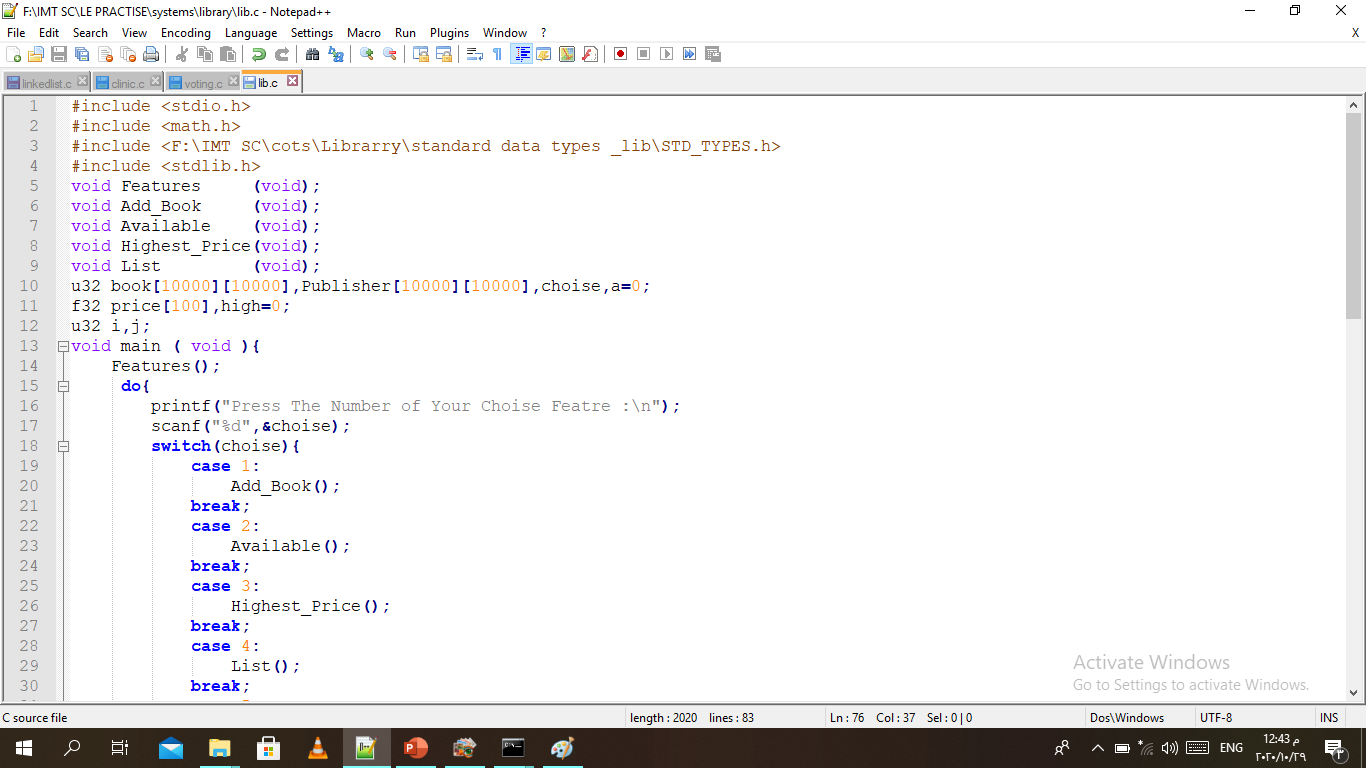 F:\IMT SC\LE PRACTISE\systems\library\lib.c - Notepad++
File Edit Search View Encoding Language Settings Macro Run Plugins Window ? X
linkedlist.c clinic.c voting.c lib.c
1 #include <stdio.h>
2 #include <math.h>
3 #include <F:\IMT SC\cots\Librarry\standard data types _lib\STD_TYPES.h>
4 #include <stdlib.h>
5 void Features (void);
6 void Add_Book (void);
7 void Available (void);
8 void Highest_Price(void);
9 void List (void);
10 u32 book[10000][10000],Publisher[10000][10000],choise,a=0;
11 f32 price[100],high=0;
12 u32 i,j;
13 void main ( void ){
14 Features();
15 do{
16 printf("Press The Number of Your Choise Featre :\n");
17 scanf("%d",&choise);
18 switch(choise){
19 case 1:
20 Add_Book();
21 break;
22 case 2:
23 Available();
24 break;
25 case 3:
26 Highest_Price();
27 break;
28 case 4:
29 List();
30 break;
Activate Windows
Go to Settings to activate Windows.
C source file length : 2020 lines : 83 Ln : 76 Col : 37 Sel : 0 | 0 Dos\Windows UTF-8 INS
ENG 12:43 م
٢٠٢٠/١٠/٢٩